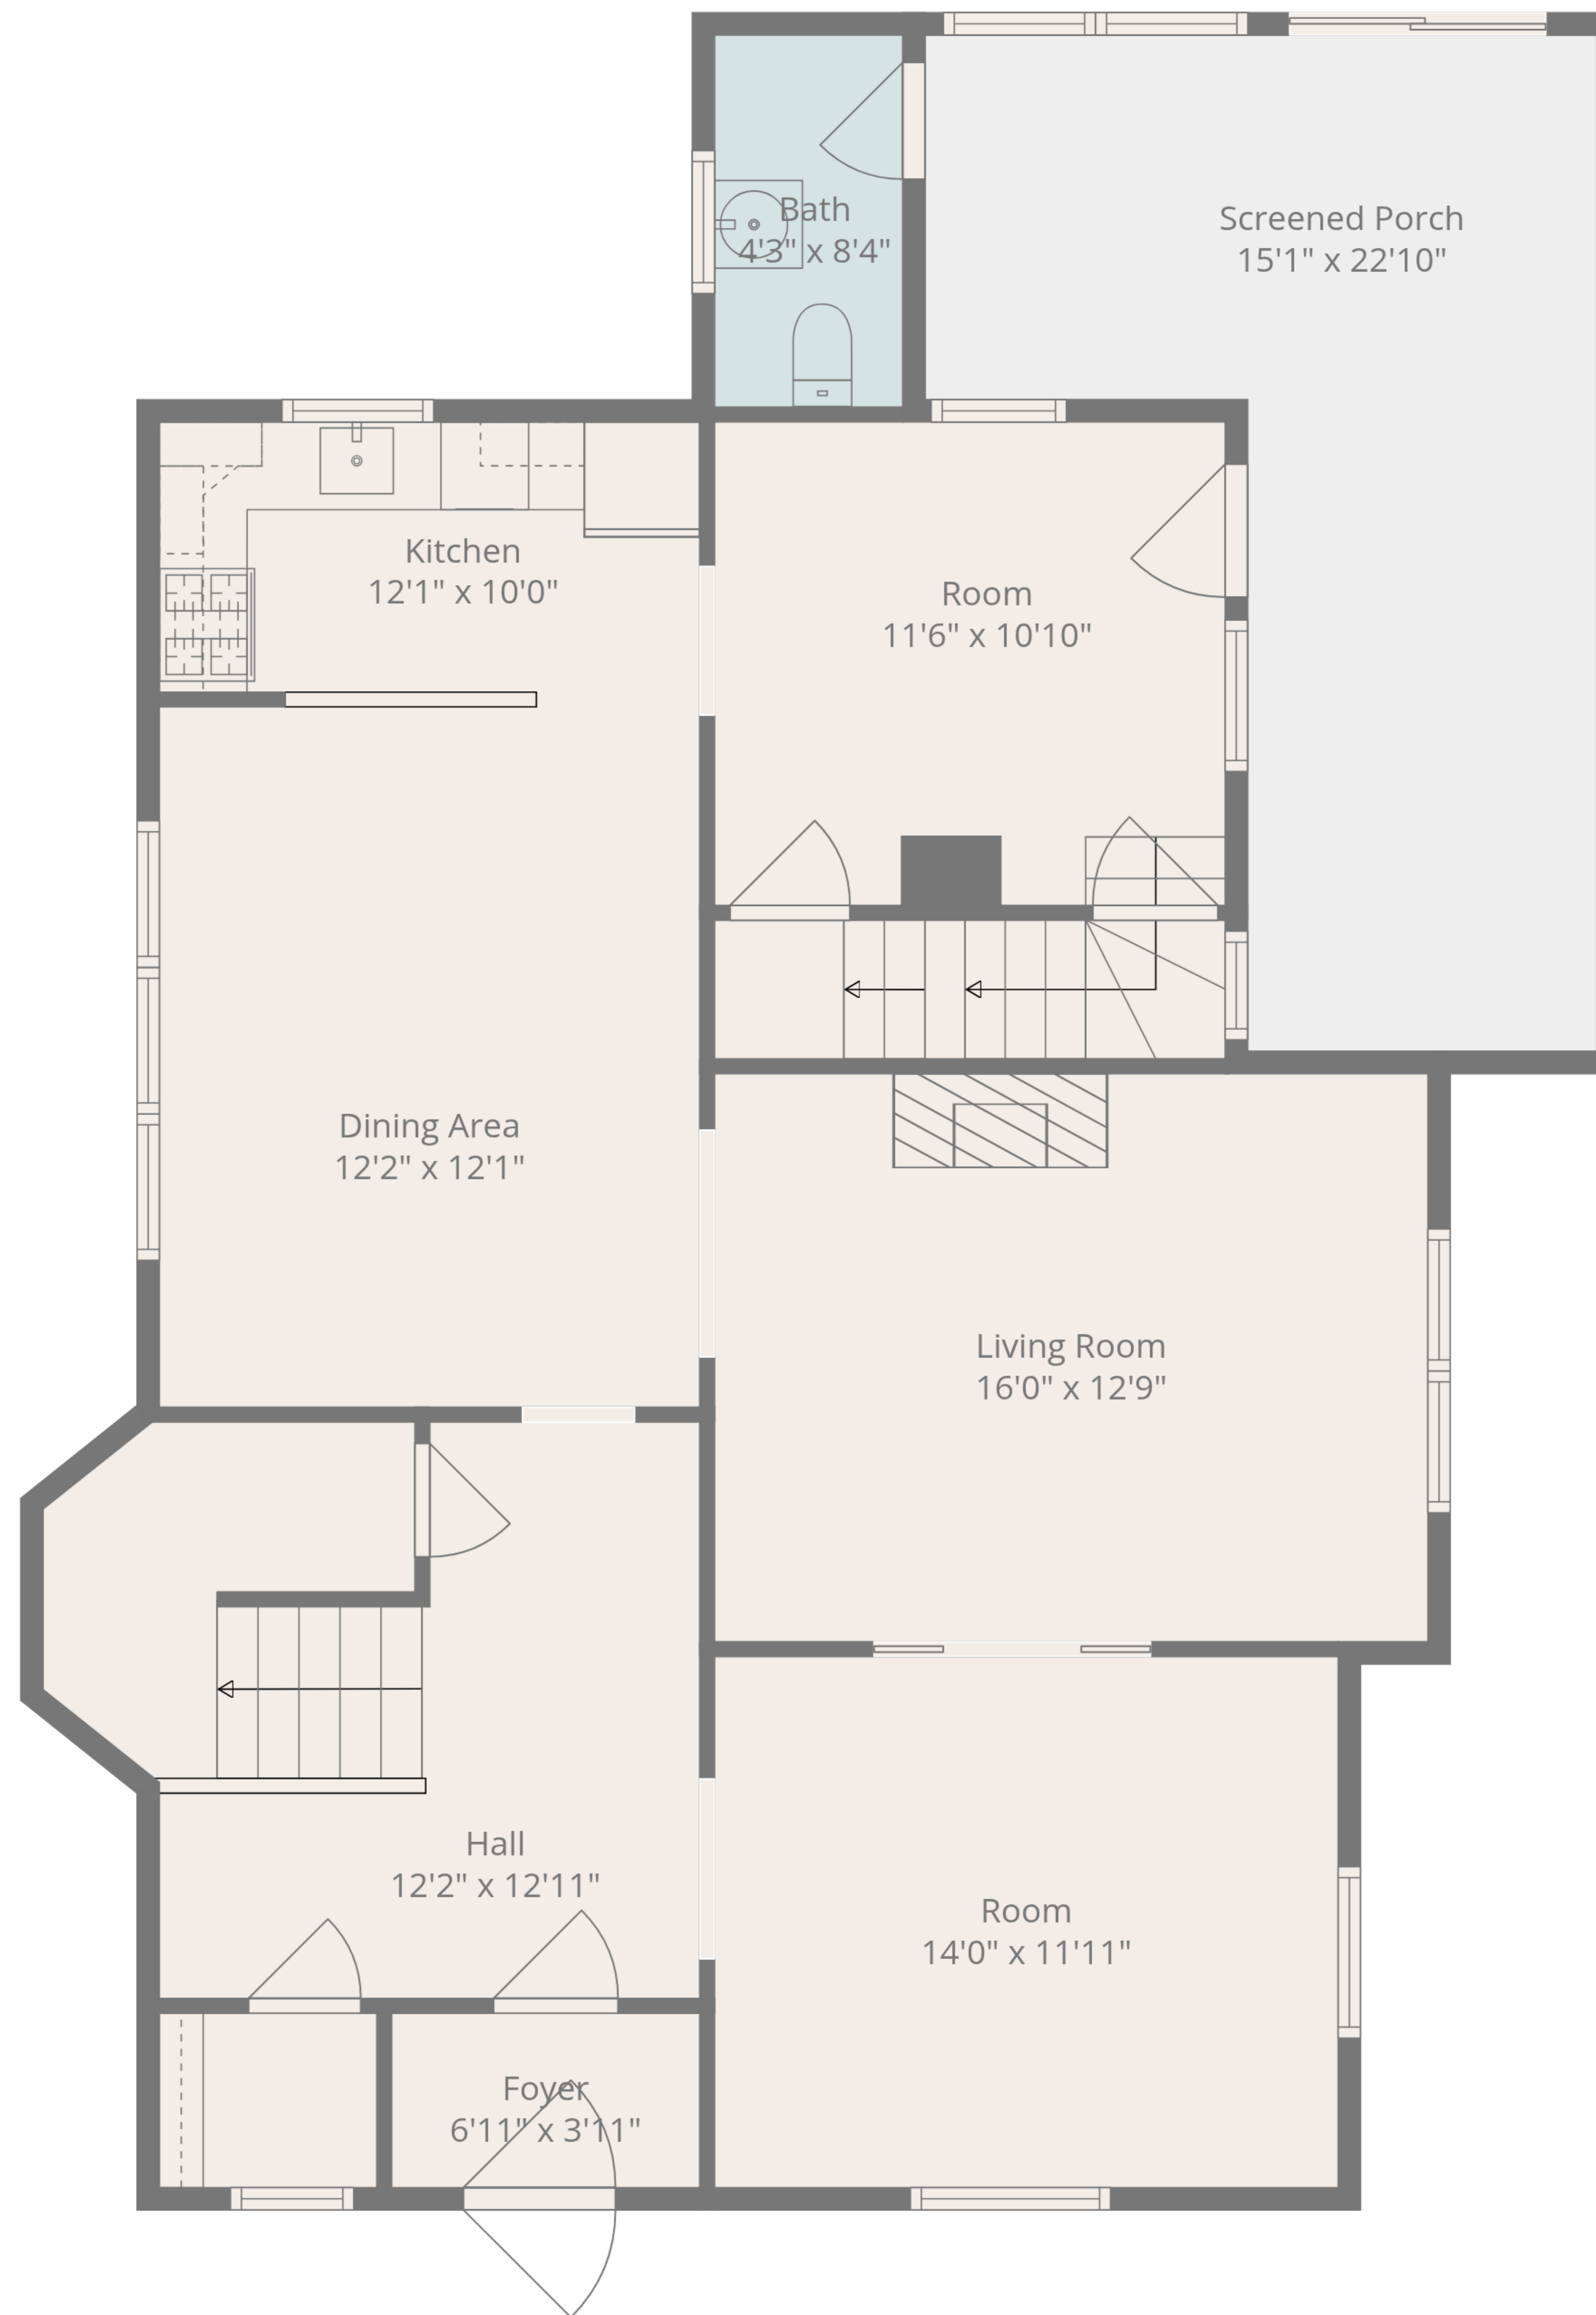 Bath
4'3" x 8'4"
Screened Porch
15'1" x 22'10"
Kitchen
12'1" x 10'0"
Room
11'6" x 10'10"
Dining Area
12'2" x 12'1"
Living Room
16'0" x 12'9"
Hall
12'2" x 12'11"
Room
14'0" x 11'11"
Foyer
6'11" x 3'11"